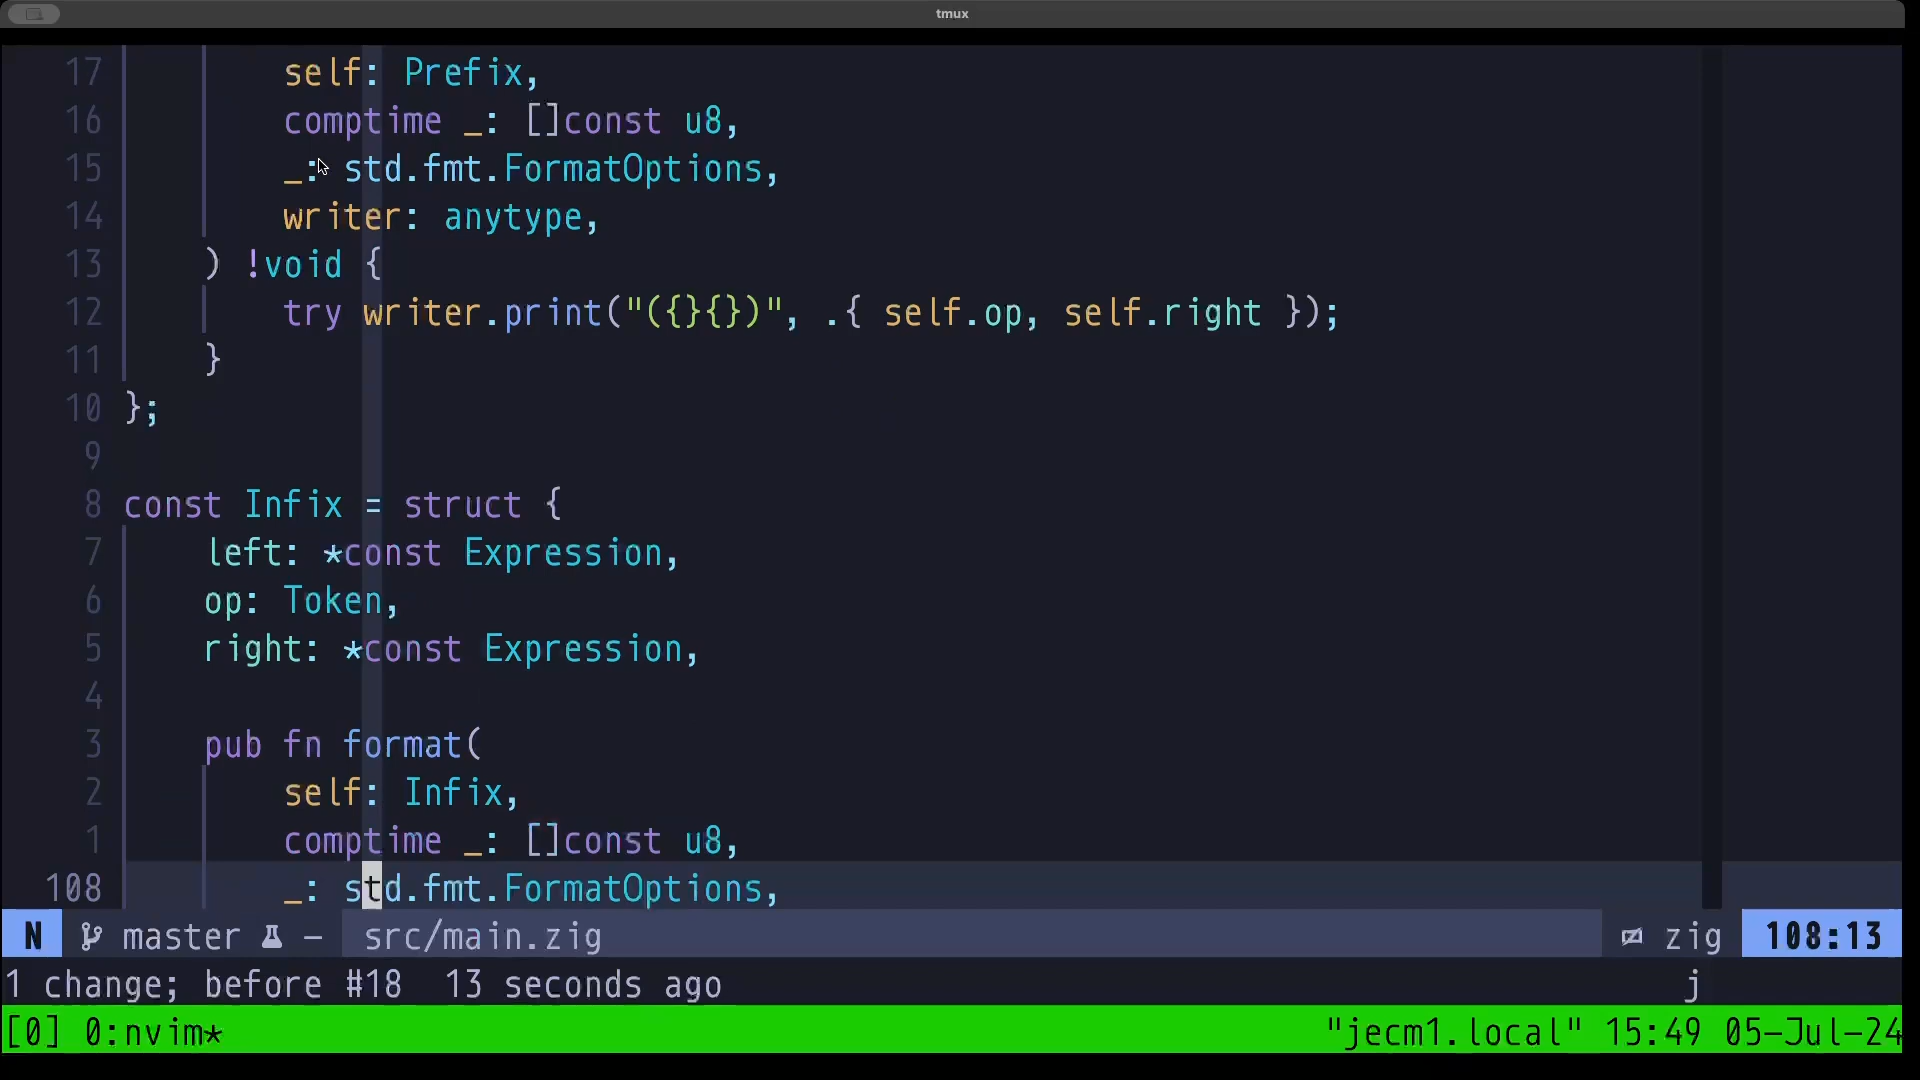 tmux
17 self: Prefix,
16 comptime _: []const u8,
15 _: std.fmt.FormatOptions,
14 writer: anytype,
13 ) !void {
12 try writer.print("({}{})", .{ self.op, self.right });
11 }
10 };
9
8 const Infix = struct {
7 left: *const Expression,
6 op: Token,
5 right: *const Expression,
4
3 pub fn format(
2 self: Infix,
1 comptime _: []const u8,
108 _: std.fmt.FormatOptions,
N master – src/main.zig zig 108:13
1 change; before #18 13 seconds ago j
[0] 0:nvim* "jecm1.local" 15:49 05-Jul-24